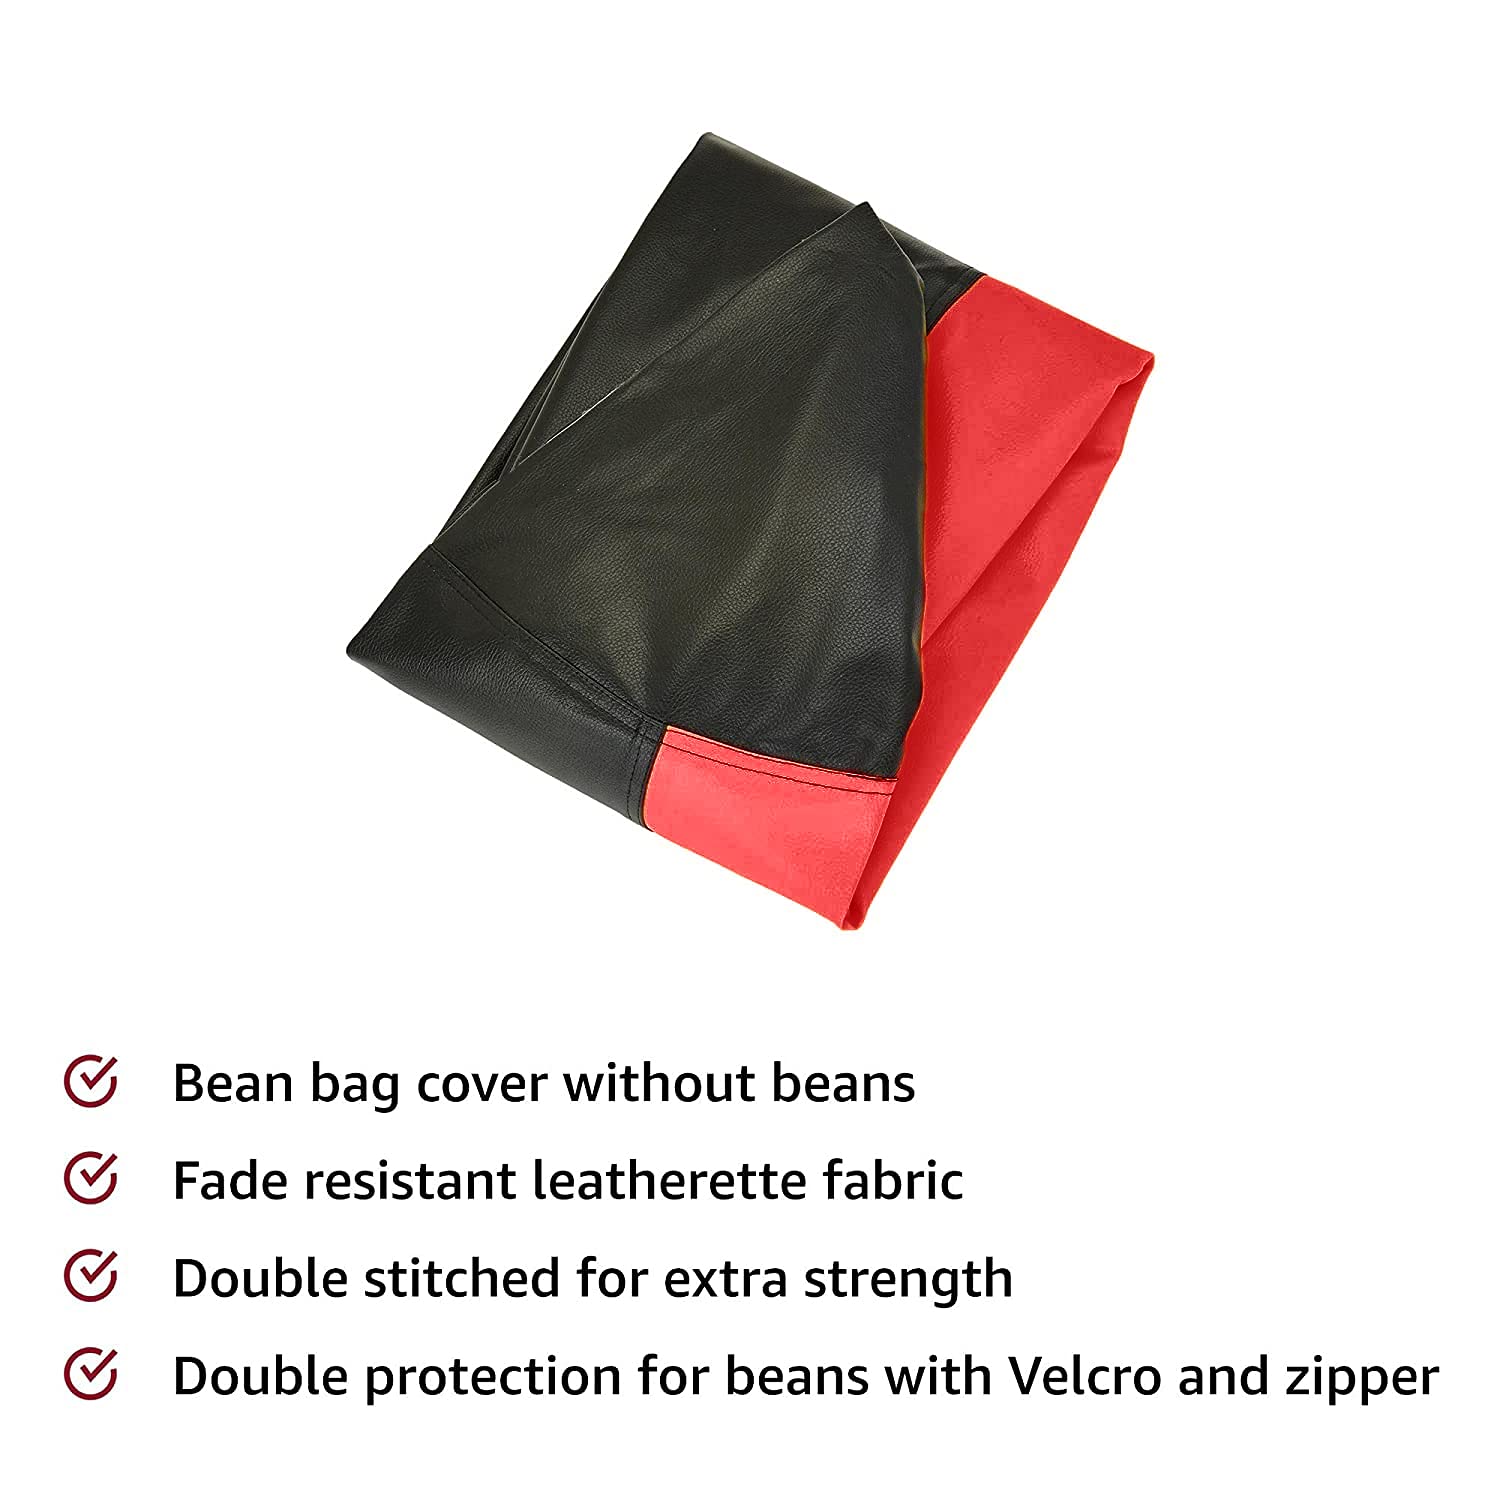 Bean bag cover without beans
Fade resistant leatherette fabric
Double stitched for extra strength
Double protection for beans with Velcro and zipper